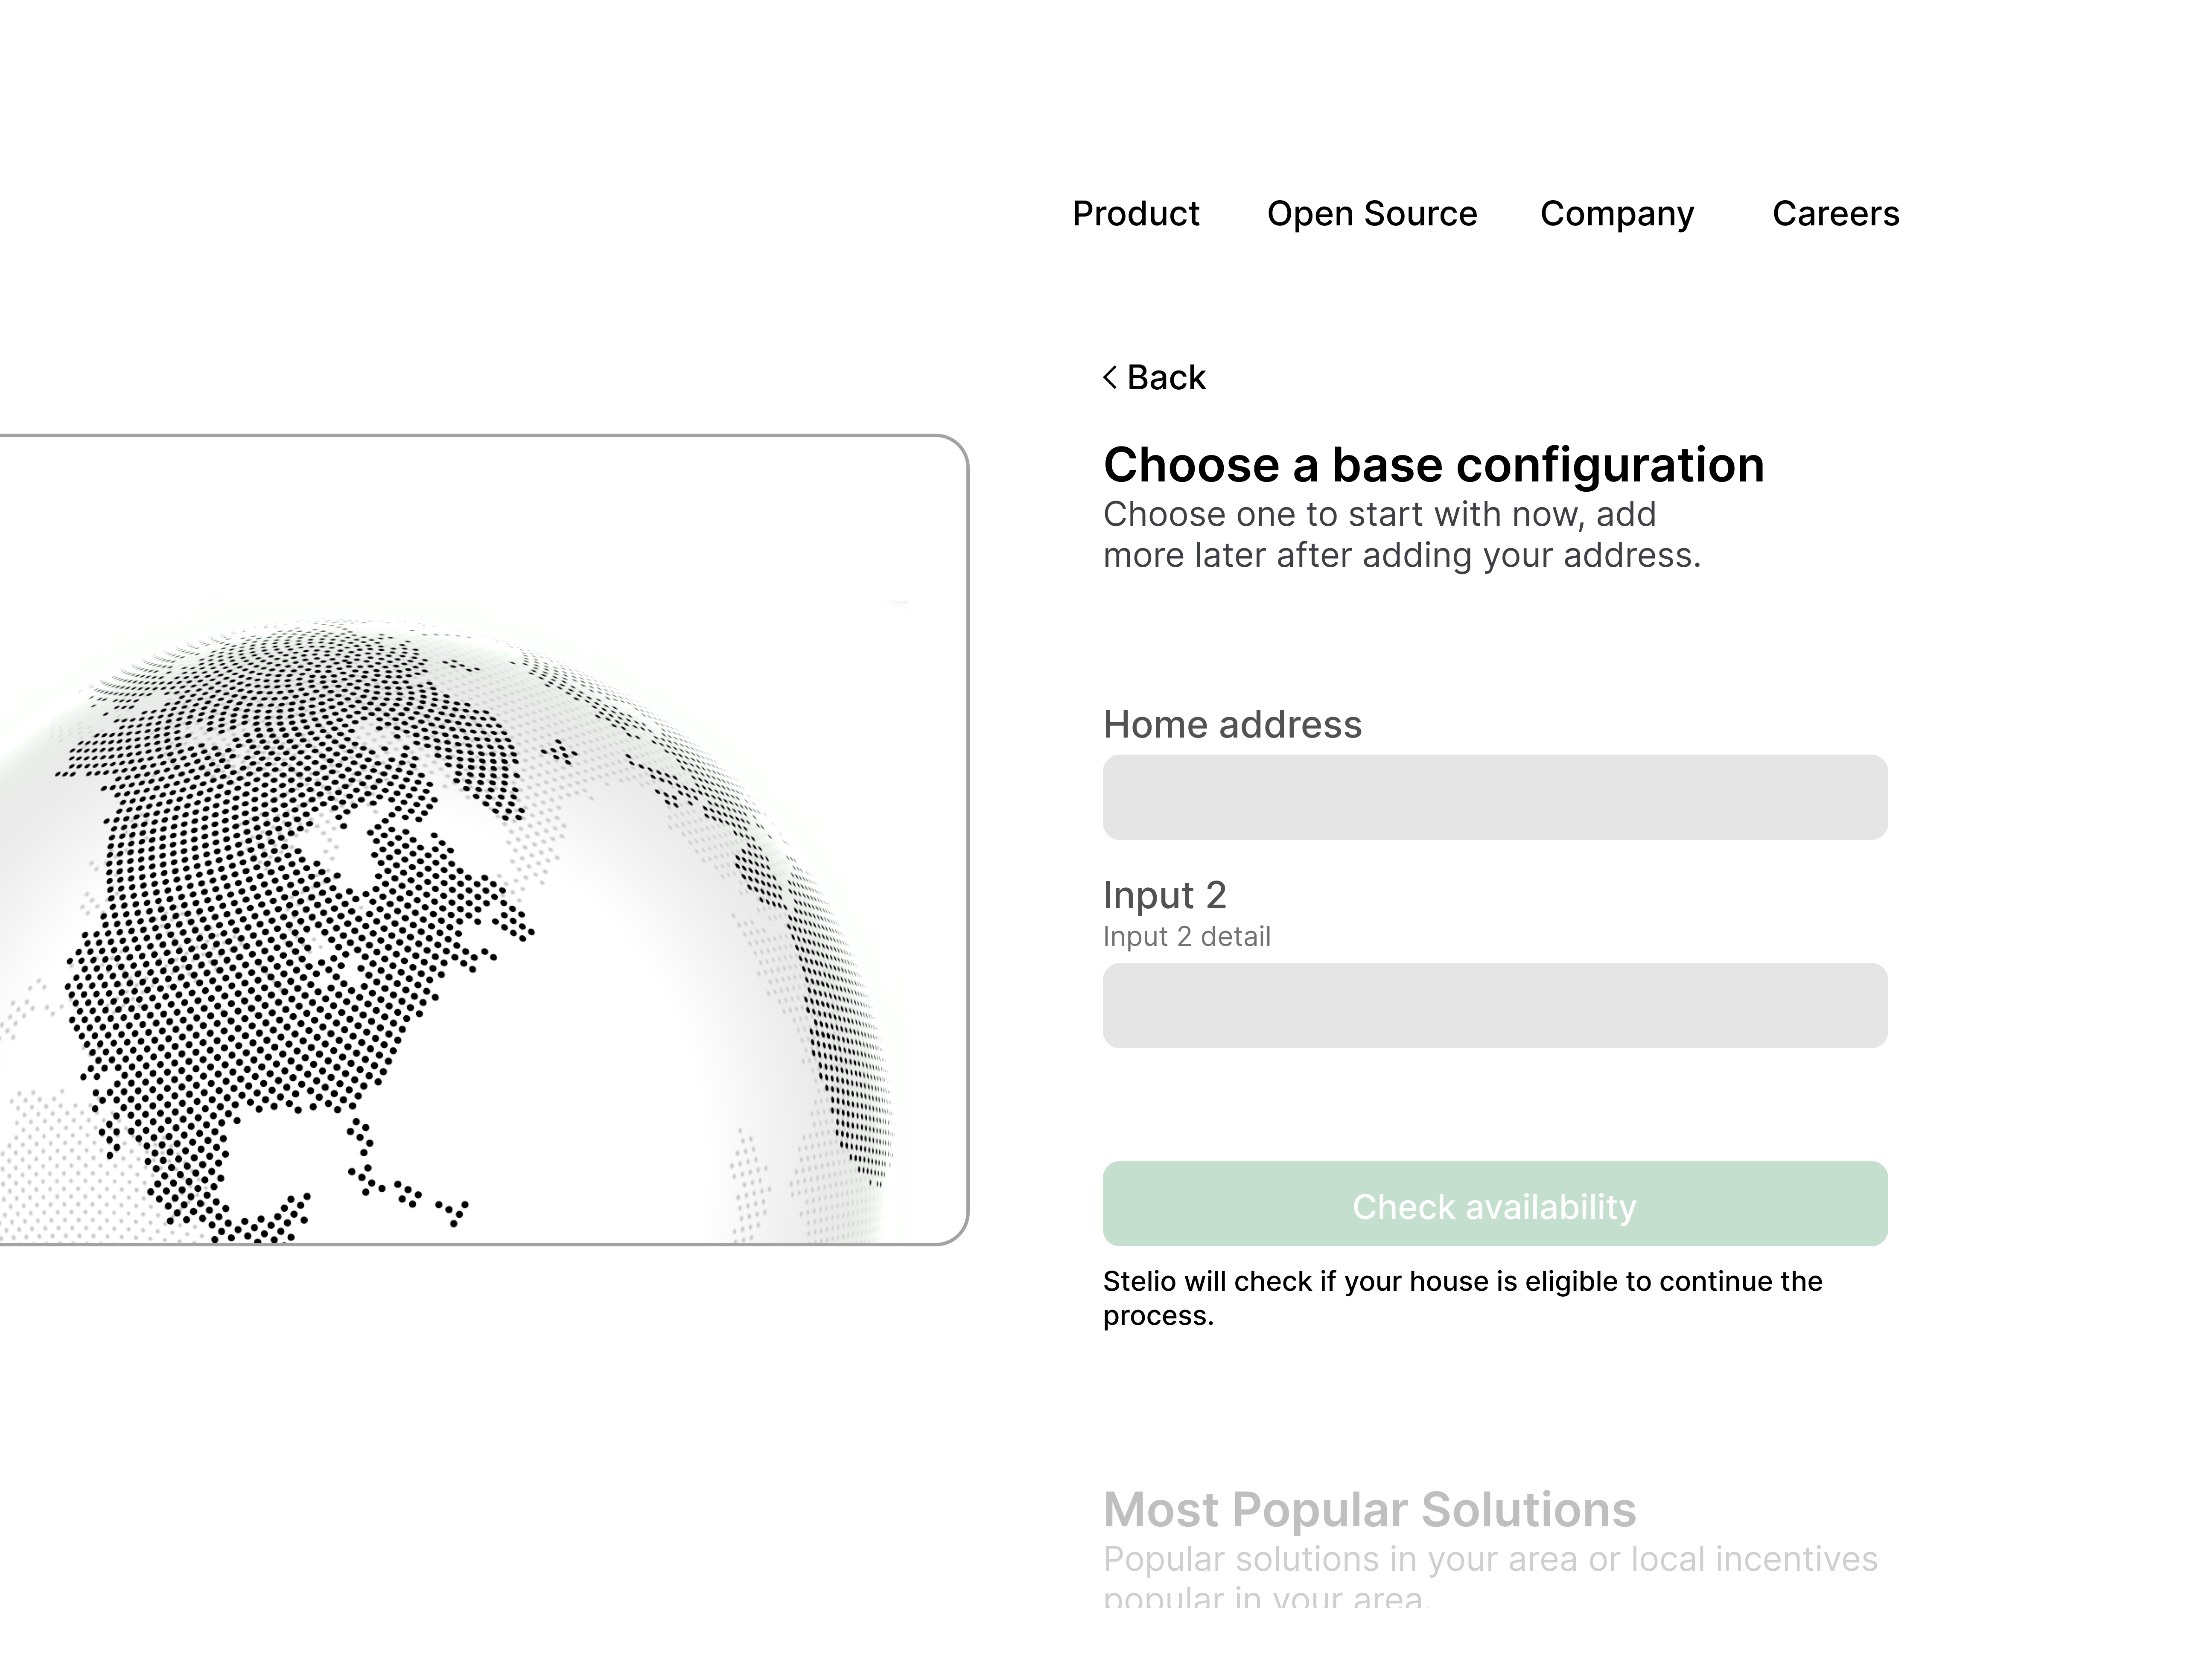 Product Open Source Company Careers
Back
Choose a base configuration
Choose one to start with now, add
more later after adding your address.
Home address
Input 2
Input 2 detail
Check availability
Stelio will check if your house is eligible to continue the
process.
Most Popular Solutions
Popular solutions in your area or local incentives
popular in your area.